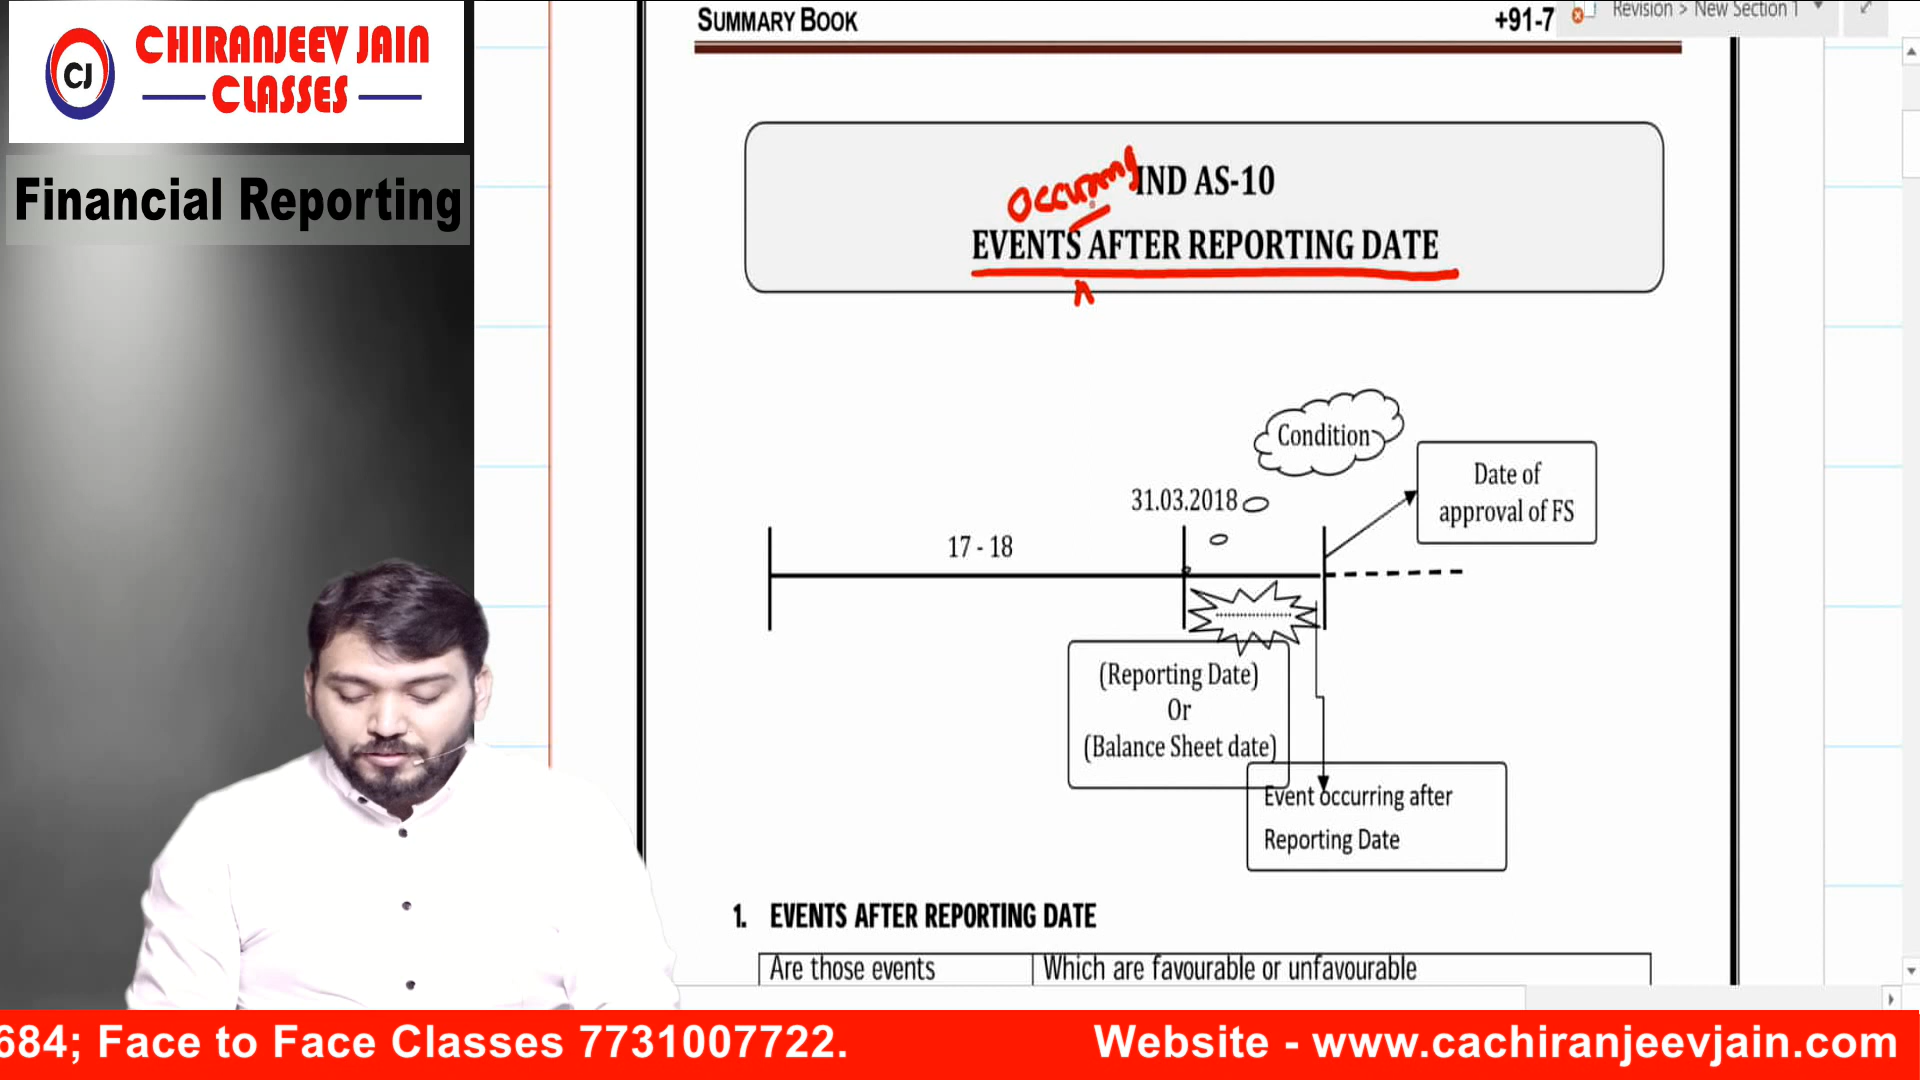 CHIRANJEEV JAIN
CJ
CLASSES
Financial Reporting
SUMMARY BOOK
+91-7
Revision > New Section 1
Occurring IND AS-10
EVENTS AFTER REPORTING DATE
Condition
Date of
approval of FS
31.03.2018
17 - 18
(Reporting Date)
Or
(Balance Sheet date)
Event occurring after
Reporting Date
1. EVENTS AFTER REPORTING DATE
Are those events
Which are favourable or unfavourable
684; Face to Face Classes 7731007722.
Website - www.cachiranjeevjain.com